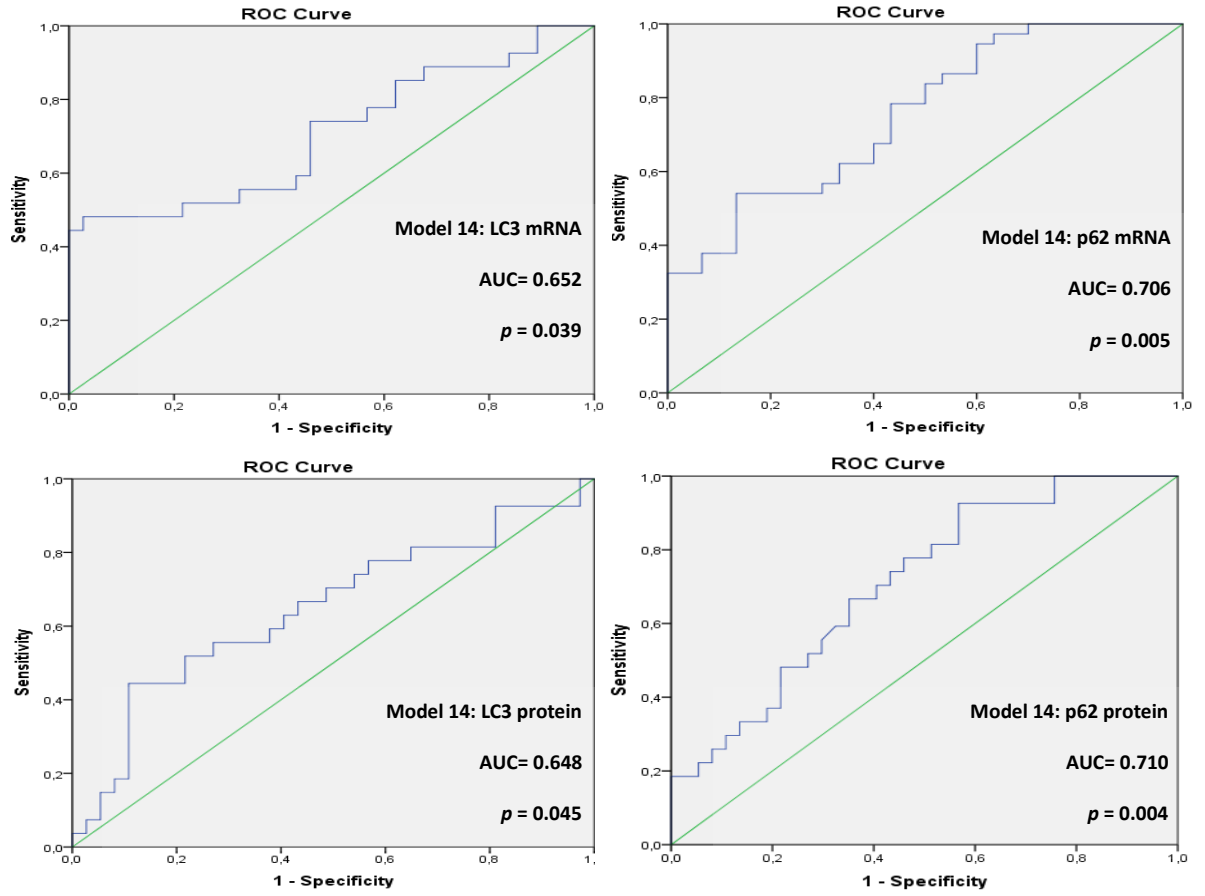 ROC Curve
1,0
0,8
0,6
0,4
0,2
0,0
Sensitivity
Model 14: LC3 mRNA
AUC= 0.652
p = 0.039
0,0 0,2 0,4 0,6 0,8 1,0
1 - Specificity
ROC Curve
1,0
0,8
0,6
0,4
0,2
0,0
Sensitivity
Model 14: p62 mRNA
AUC= 0.706
p = 0.005
0,0 0,2 0,4 0,6 0,8 1,0
1 - Specificity
ROC Curve
1,0
0,8
0,6
0,4
0,2
0,0
Sensitivity
Model 14: LC3 protein
AUC= 0.648
p = 0.045
0,0 0,2 0,4 0,6 0,8 1,
1 - Specificity
ROC Curve
1,0
0,8
0,6
0,4
0,2
0,0
Sensitivity
Model 14: p62 protein
AUC= 0.710
p = 0.004
0,0 0,2 0,4 0,6 0,8 1,0
1 - Specificity